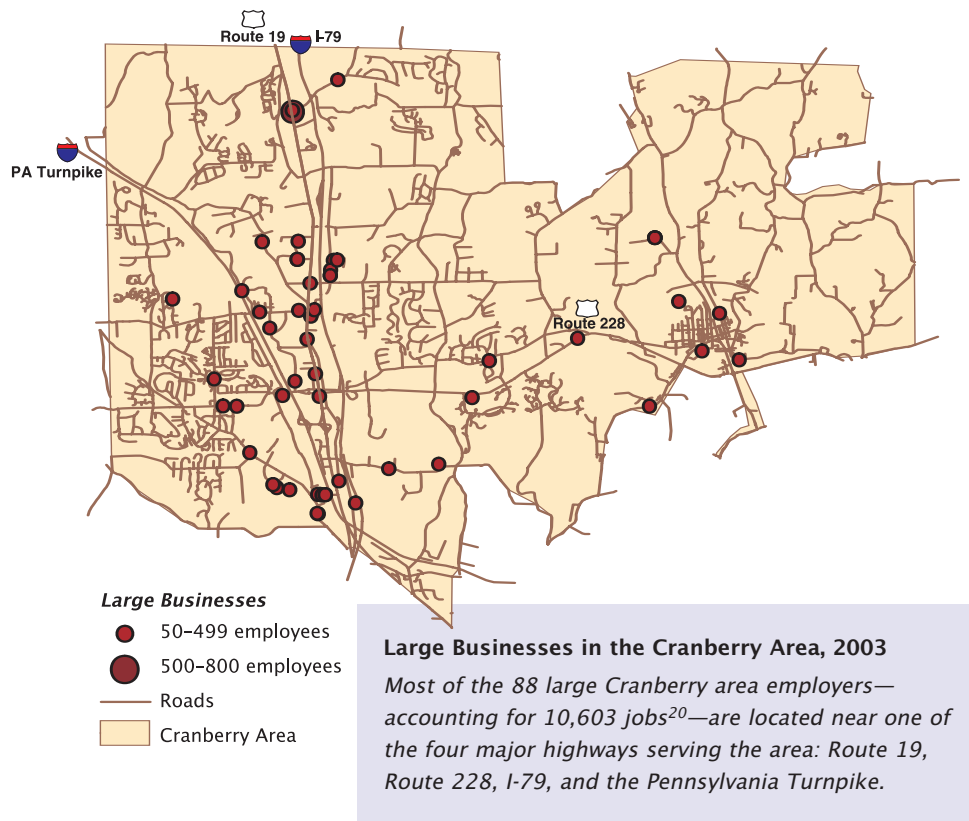 Route 19
I-79
PA Turnpike
Route 228
Large Businesses
50–499 employees
500–800 employees
Roads
Cranberry Area
Large Businesses in the Cranberry Area, 2003
Most of the 88 large Cranberry area employers—
accounting for 10,603 jobs20—are located near one of
the four major highways serving the area: Route 19,
Route 228, I-79, and the Pennsylvania Turnpike.